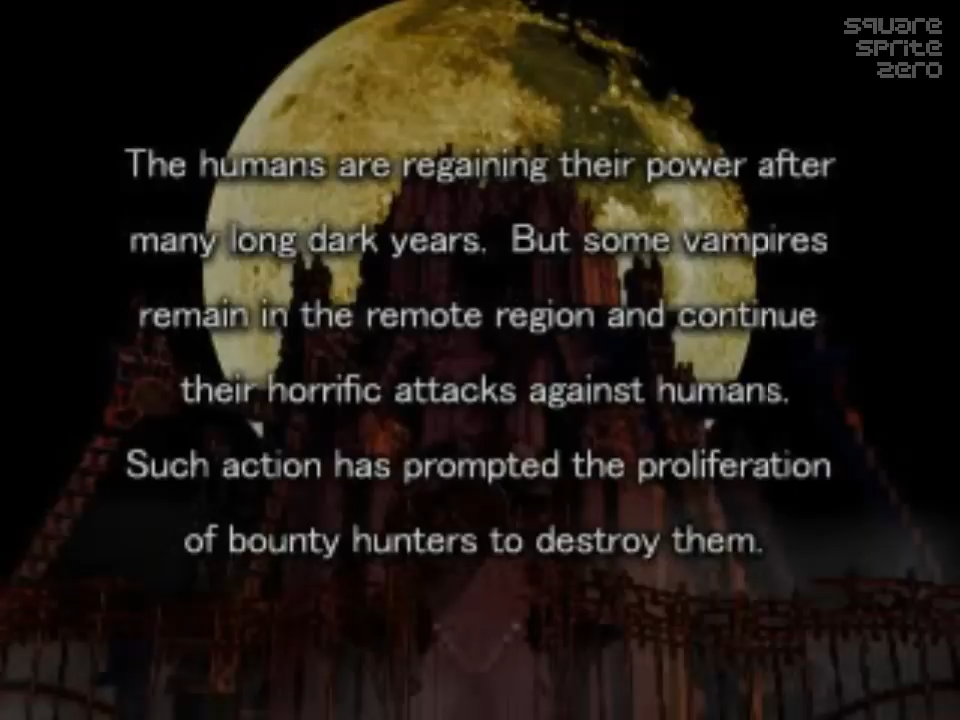 square
sprite
zero
The humans are regaining their power after
many long dark years.  But some vampires
remain in the remote region and continue
their horrific attacks against humans.
Such action has prompted the proliferation
of bounty hunters to destroy them.